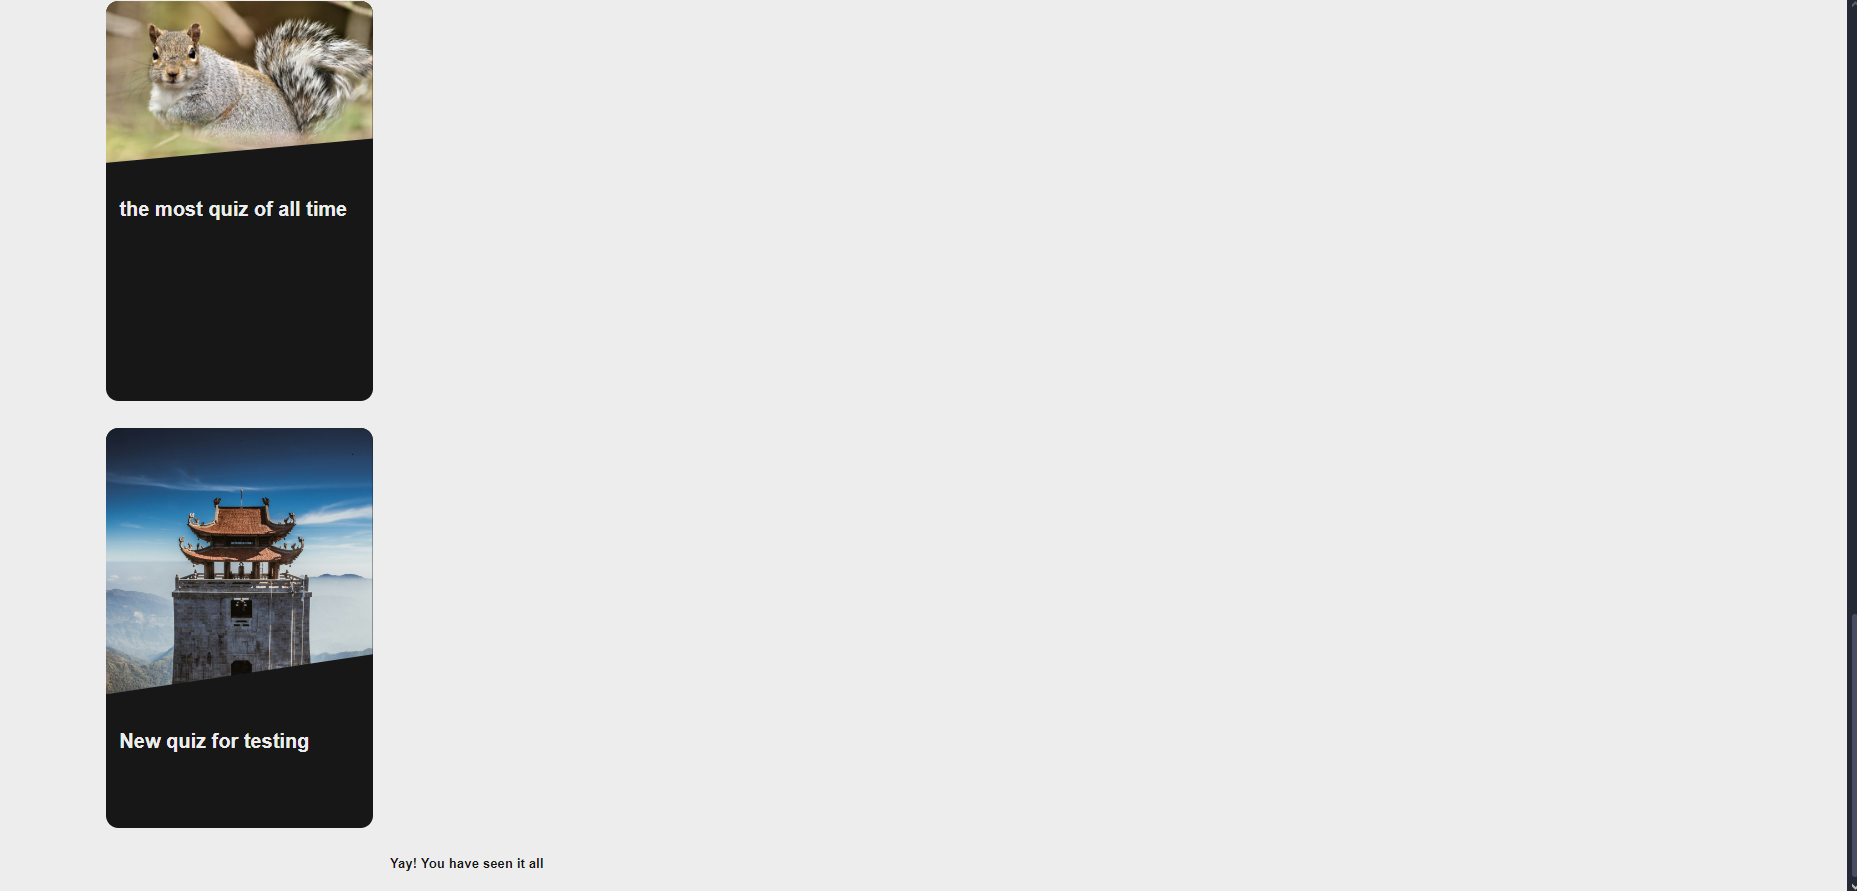 the most quiz of all time
New quiz for testing
Yay! You have seen it all